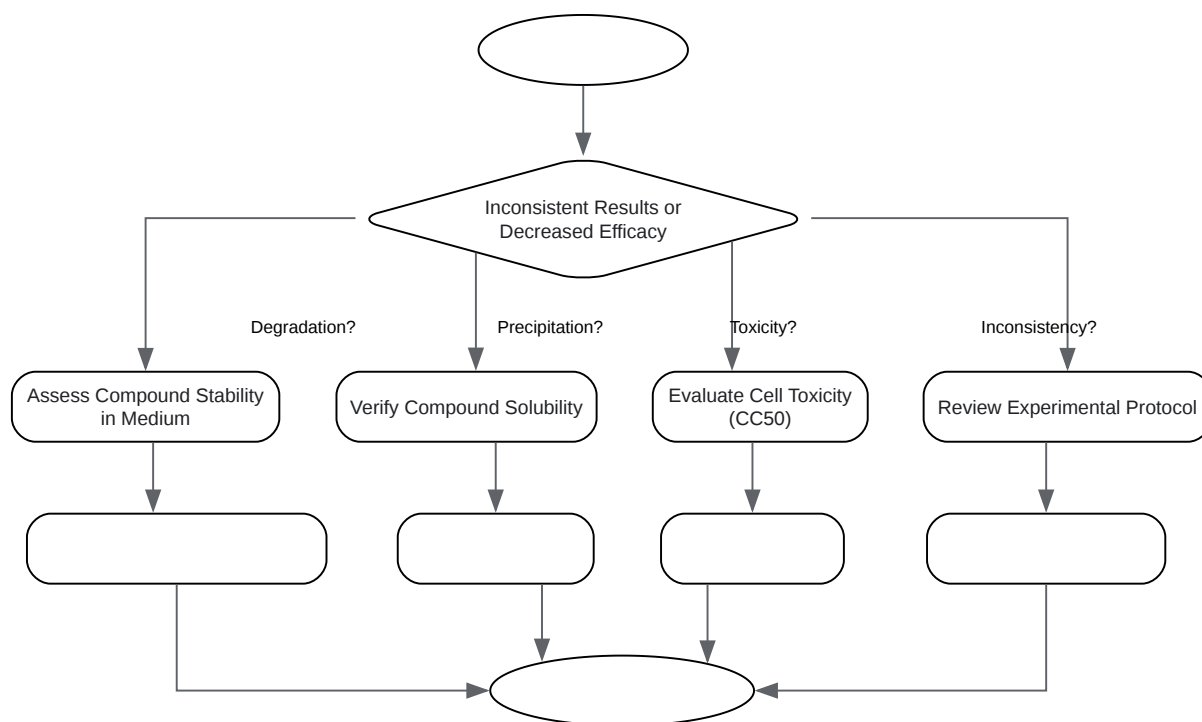 Inconsistent Results or
Decreased Efficacy
Degradation?
Precipitation?
Toxicity?
Inconsistency?
Assess Compound Stability
in Medium
Verify Compound Solubility
Evaluate Cell Toxicity
(CC50)
Review Experimental Protocol